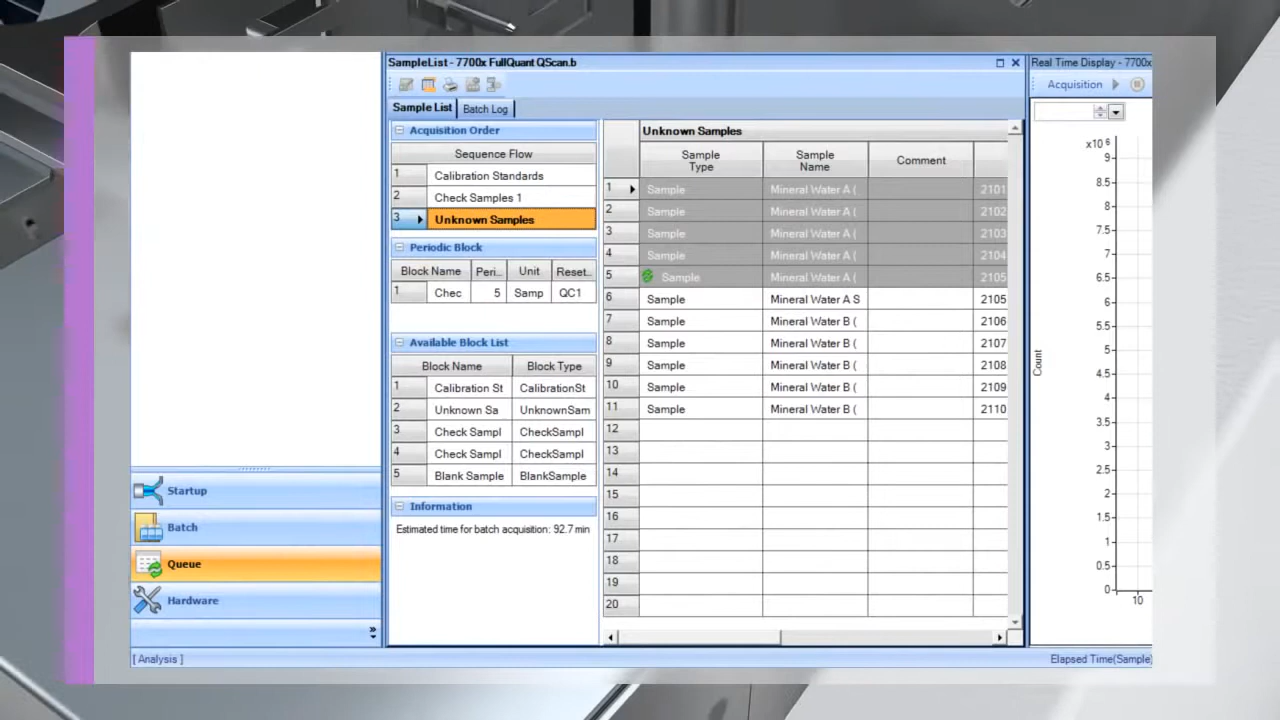 SampleList - 7700x FullQuant QScan.b
Sample List
Batch Log
Acquisition Order
Sequence Flow
1 Calibration Standards
2 Check Samples 1
3 Unknown Samples
Periodic Block
Block Name Peri... Unit Reset...
1 Chec 5 Samp QC1
Available Block List
Block Name Block Type
1 Calibration St CalibrationSt
2 Unknown Sa UnknownSam
3 Check Sampl CheckSampl
4 Check Sampl CheckSampl
5 Blank Sample BlankSample
Information
Estimated time for batch acquisition: 92.7 min
Unknown Samples
Sample Type Sample Name Comment
1 Sample Mineral Water A ( 2101
2 Sample Mineral Water A ( 2102
3 Sample Mineral Water A ( 2103
4 Sample Mineral Water A ( 2104
5 Sample Mineral Water A ( 2105
6 Sample Mineral Water A S 2105
7 Sample Mineral Water B ( 2106
8 Sample Mineral Water B ( 2107
9 Sample Mineral Water B ( 2108
10 Sample Mineral Water B ( 2109
11 Sample Mineral Water B ( 2110
12
13
14
15
16
17
18
19
20
Real Time Display - 7700x
Acquisition
x10 6
9
8.5
8
7.5
7
6.5
6
5.5
5
4.5
4
3.5
3
2.5
2
1.5
1
0.5
0
10
Count
Startup
Batch
Queue
Hardware
[ Analysis ]
Elapsed Time(Sample)